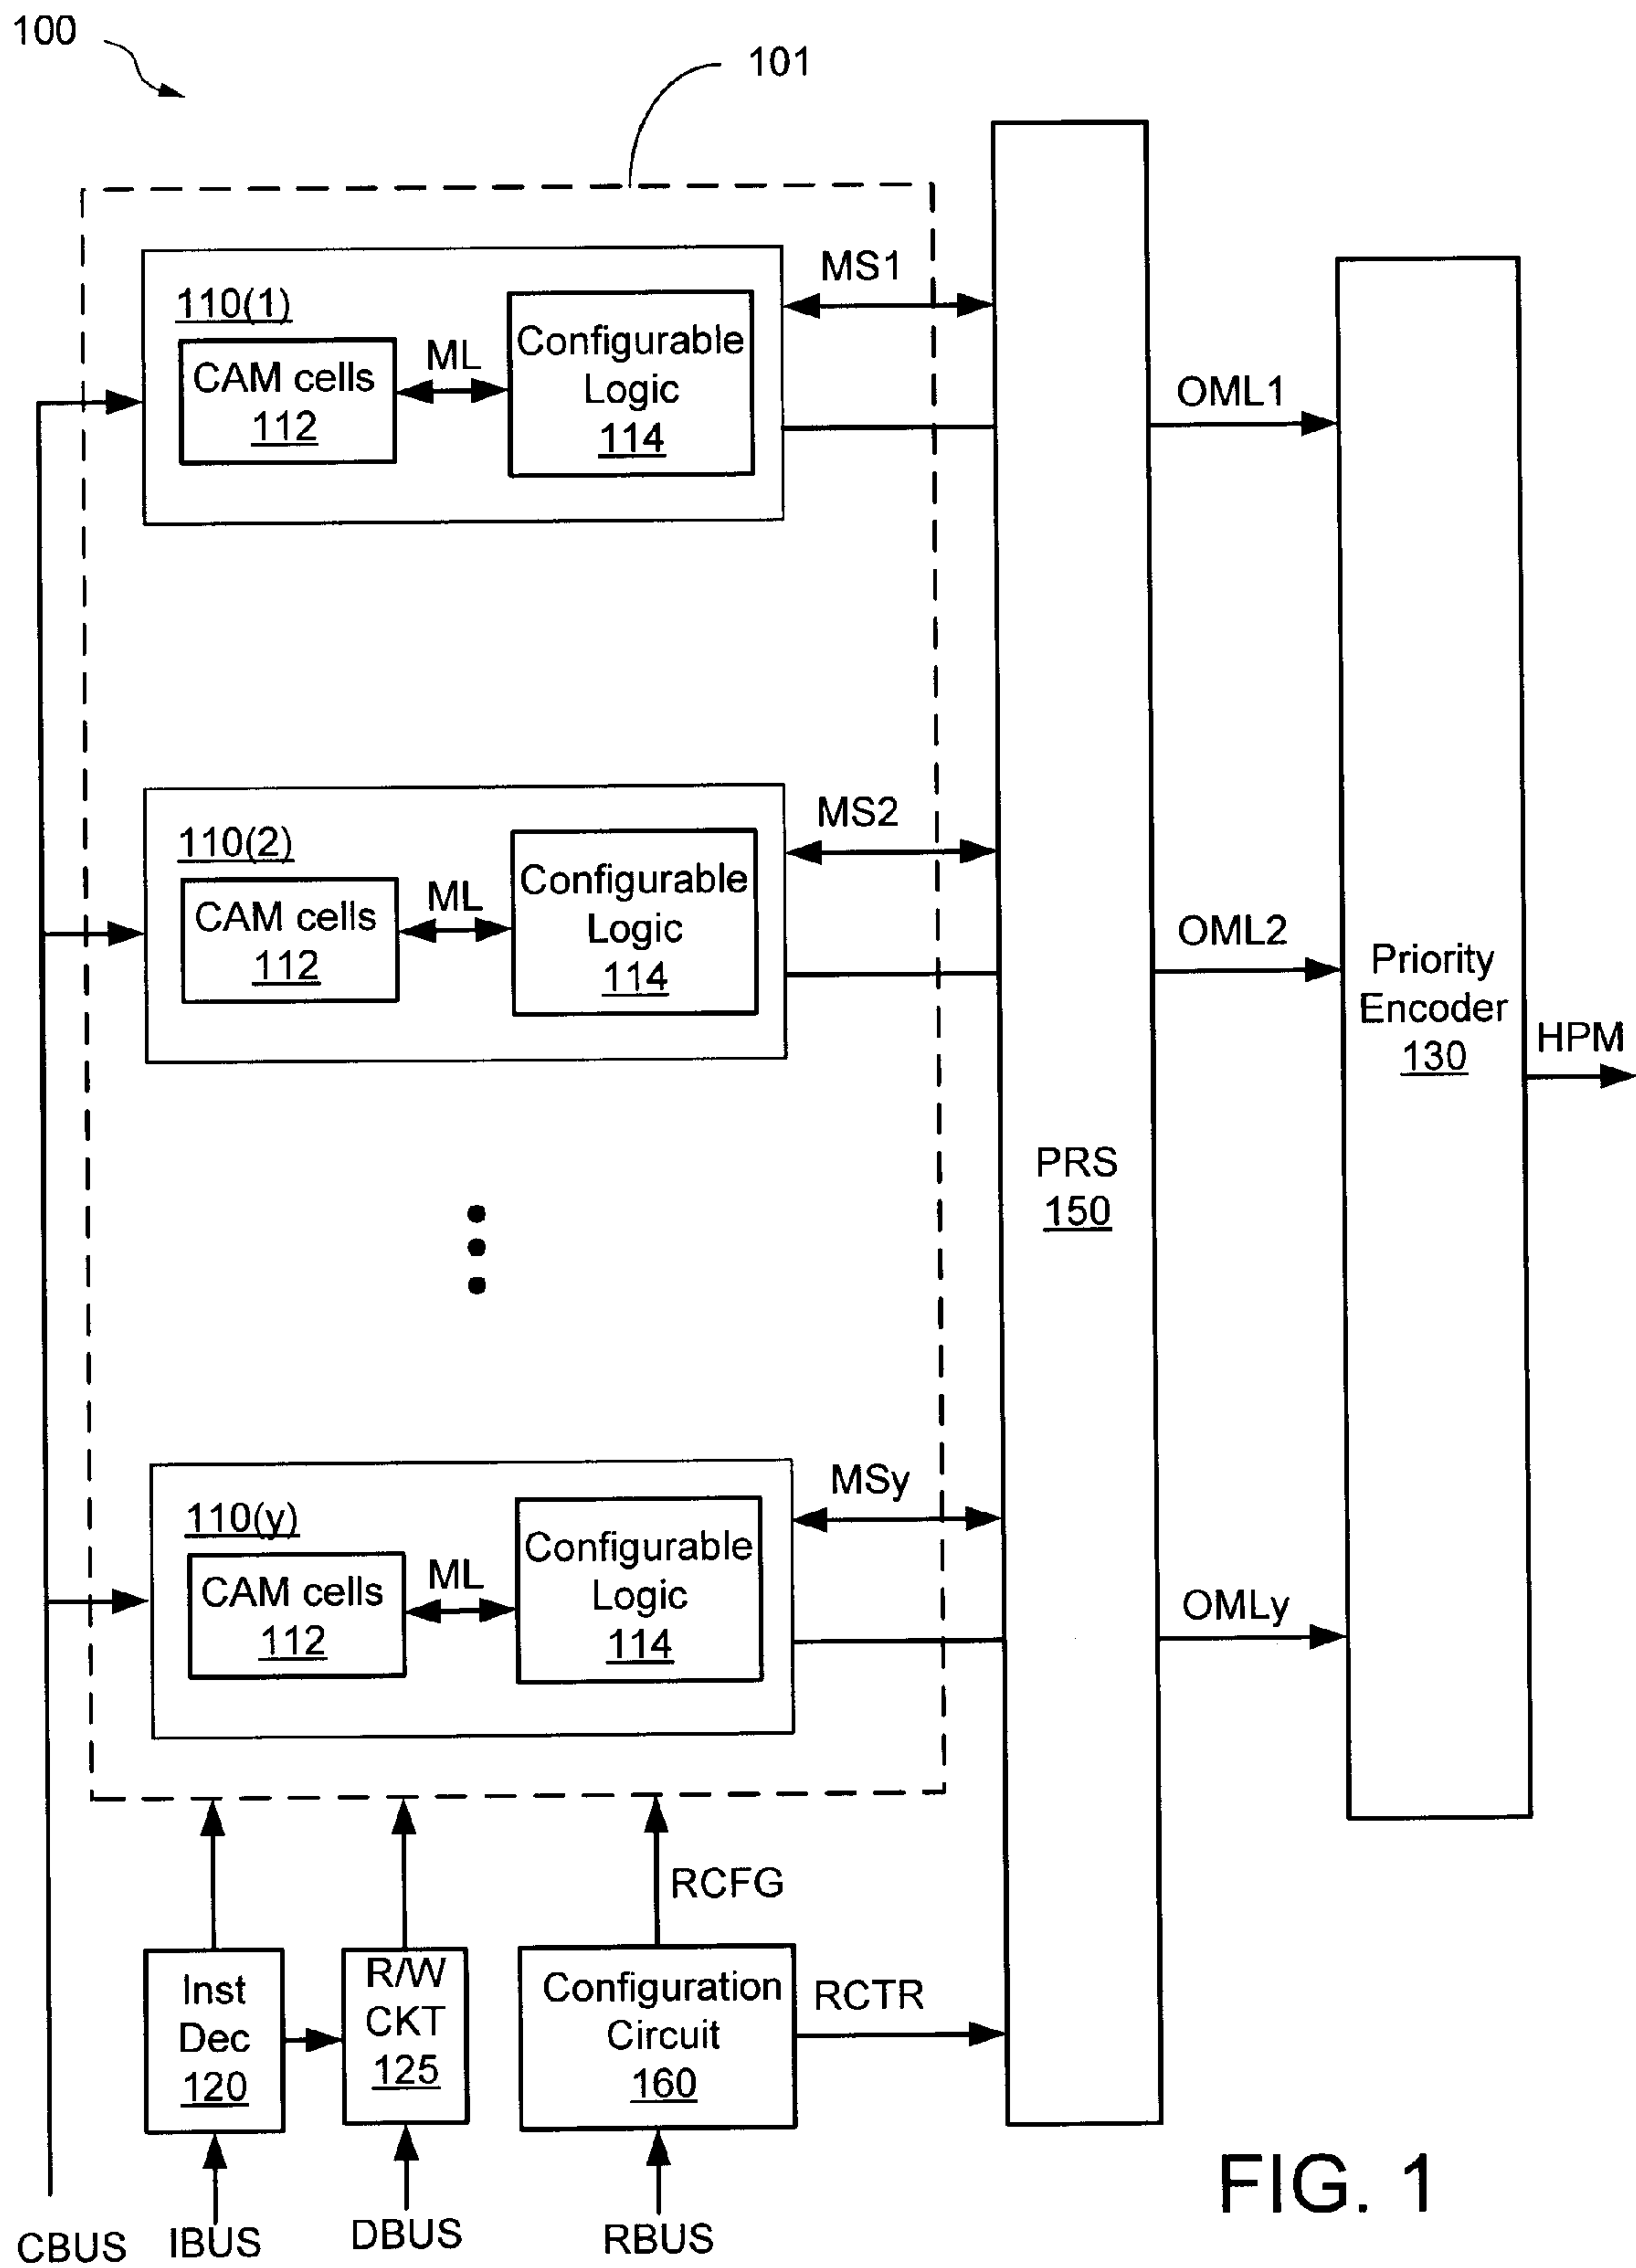 100
101
110(1)
CAM cells
112
ML
Configurable
Logic
114
MS1
OML1
110(2)
CAM cells
112
ML
Configurable
Logic
114
MS2
OML2
Priority
Encoder
130
HPM
PRS
150
110(y)
CAM cells
112
ML
Configurable
Logic
114
MSy
OMLy
RCFG
Inst
Dec
120
R/W
CKT
125
Configuration
Circuit
160
RCTR
CBUS
IBUS
DBUS
RBUS
FIG. 1